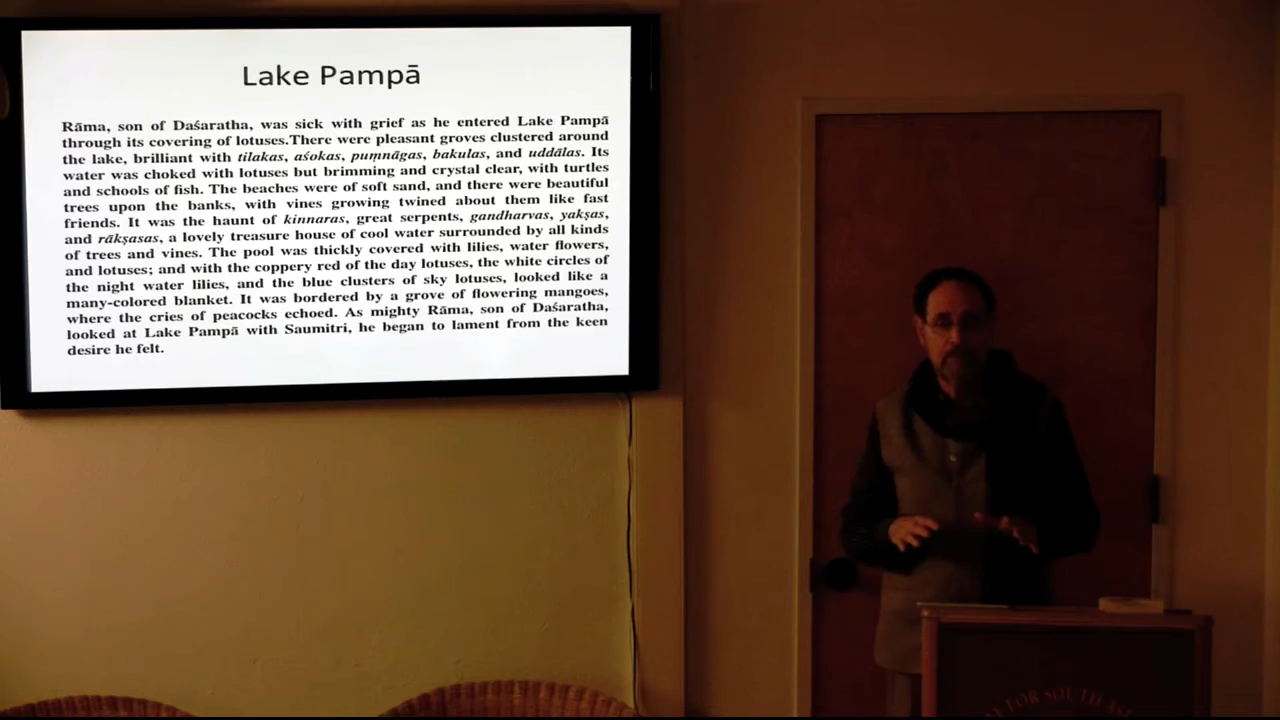 Lake Pampā
Rāma, son of Daśaratha, was sick with grief as he entered Lake Pampā
through its covering of lotuses.There were pleasant groves clustered around
the lake, brilliant with tilakas, aśokas, puṃnāgas, bakulas, and uddālas. Its
water was choked with lotuses but brimming and crystal clear, with turtles
and schools of fish. The beaches were of soft sand, and there were beautiful
trees upon the banks, with vines growing twined about them like fast
friends. It was the haunt of kinnaras, great serpents, gandharvas, yakṣas,
and rākṣasas, a lovely treasure house of cool water surrounded by all kinds
of trees and vines. The pool was thickly covered with lilies, water flowers,
and lotuses; and with the coppery red of the day lotuses, the white circles of
the night water lilies, and the blue clusters of sky lotuses, looked like a
many-colored blanket. It was bordered by a grove of flowering mangoes,
where the cries of peacocks echoed. As mighty Rāma, son of Daśaratha,
looked at Lake Pampā with Saumitri, he began to lament from the keen
desire he felt.